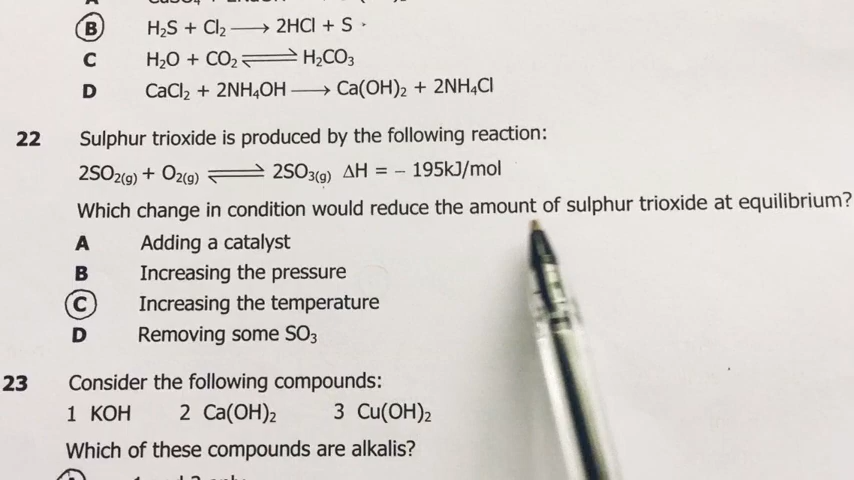 B H₂S + Cl₂ ⟶ 2HCl + S
C H₂O + CO₂ ⇌ H₂CO₃
D CaCl₂ + 2NH₄OH ⟶ Ca(OH)₂ + 2NH₄Cl
22 Sulphur trioxide is produced by the following reaction:
2SO₂(g) + O₂(g) ⇌ 2SO₃(g) ΔH = − 195kJ/mol
Which change in condition would reduce the amount of sulphur trioxide at equilibrium?
A Adding a catalyst
B Increasing the pressure
C Increasing the temperature
D Removing some SO₃
23 Consider the following compounds:
1 KOH 2 Ca(OH)₂ 3 Cu(OH)₂
Which of these compounds are alkalis?